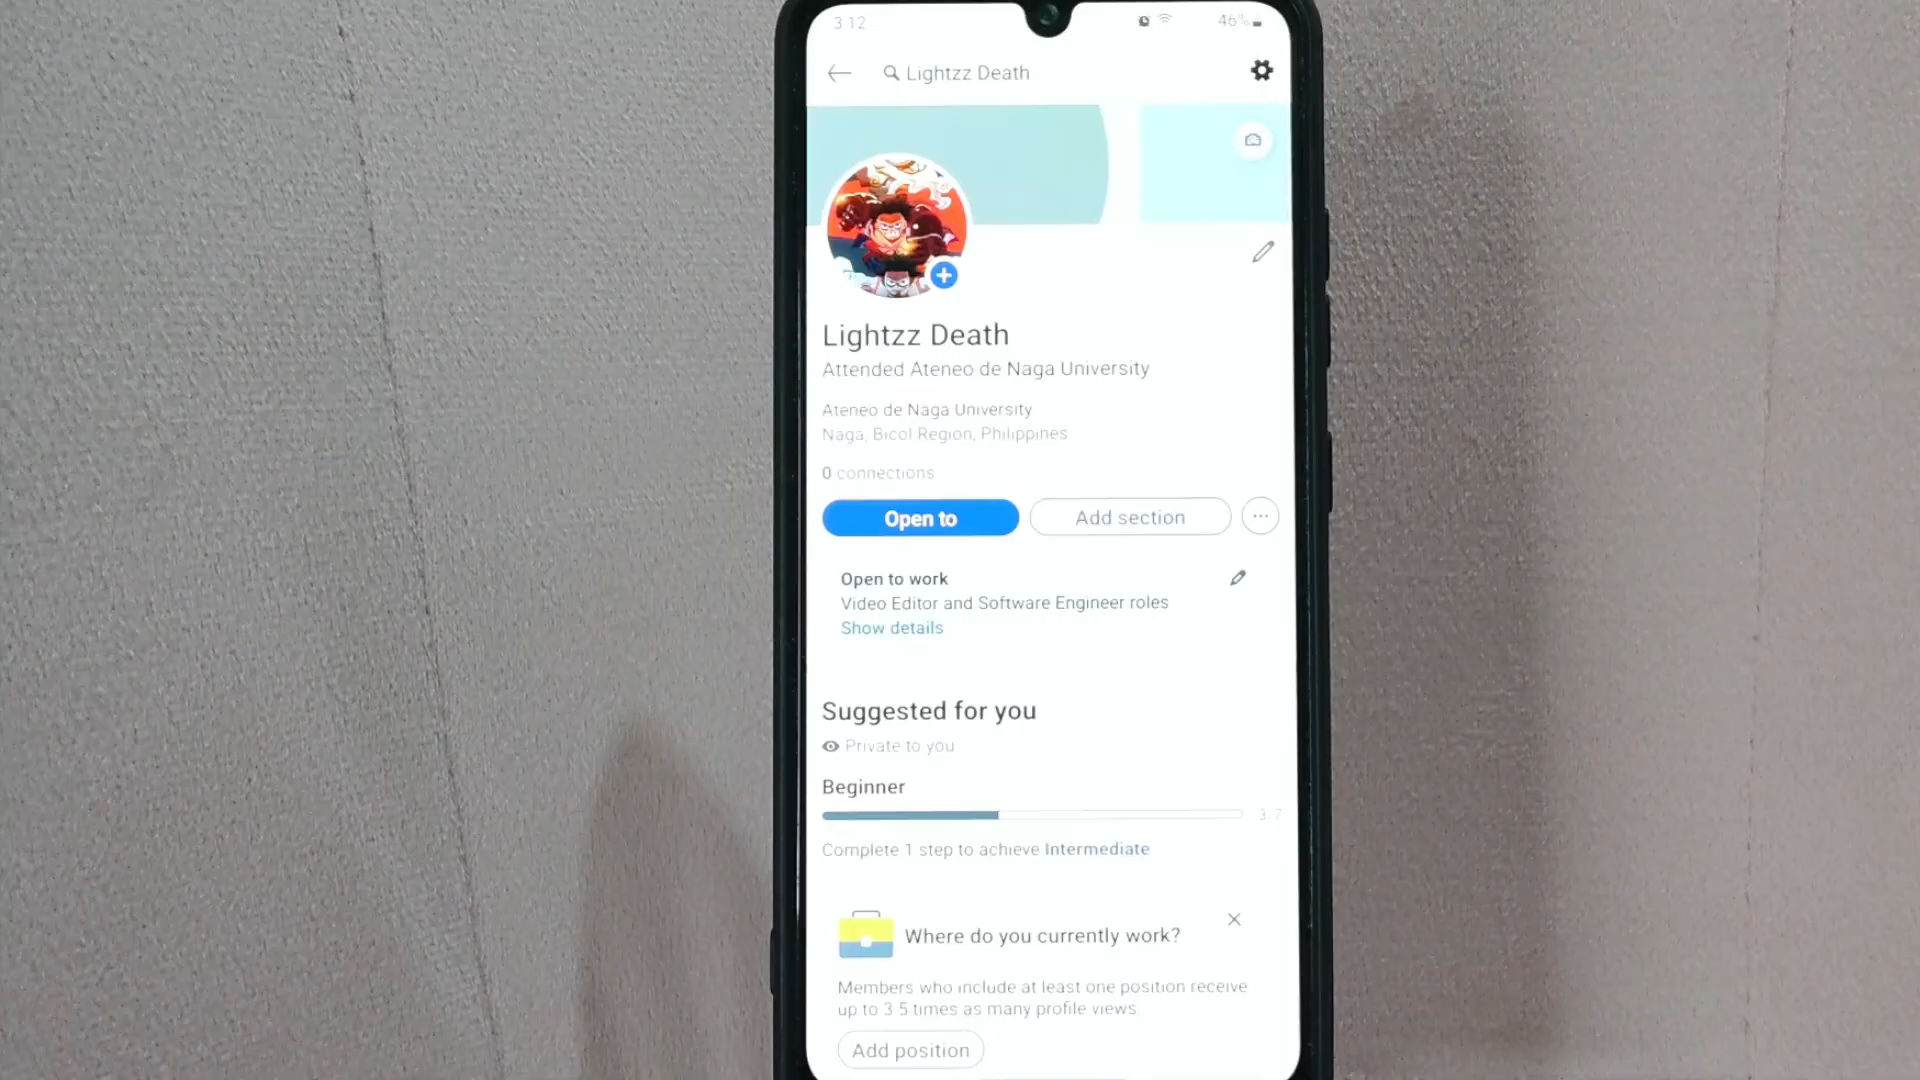 3 12
46%
Lightzz Death
Lightzz Death
Attended Ateneo de Naga University
Ateneo de Naga University
Naga, Bicol Region, Philippines
0 connections
Open to
Add section
Open to work
Video Editor and Software Engineer roles
Show details
Suggested for you
Private to you
Beginner
3 7
Complete 1 step to achieve Intermediate
Where do you currently work?
Members who include at least one position receive
up to 3 5 times as many profile views
Add position